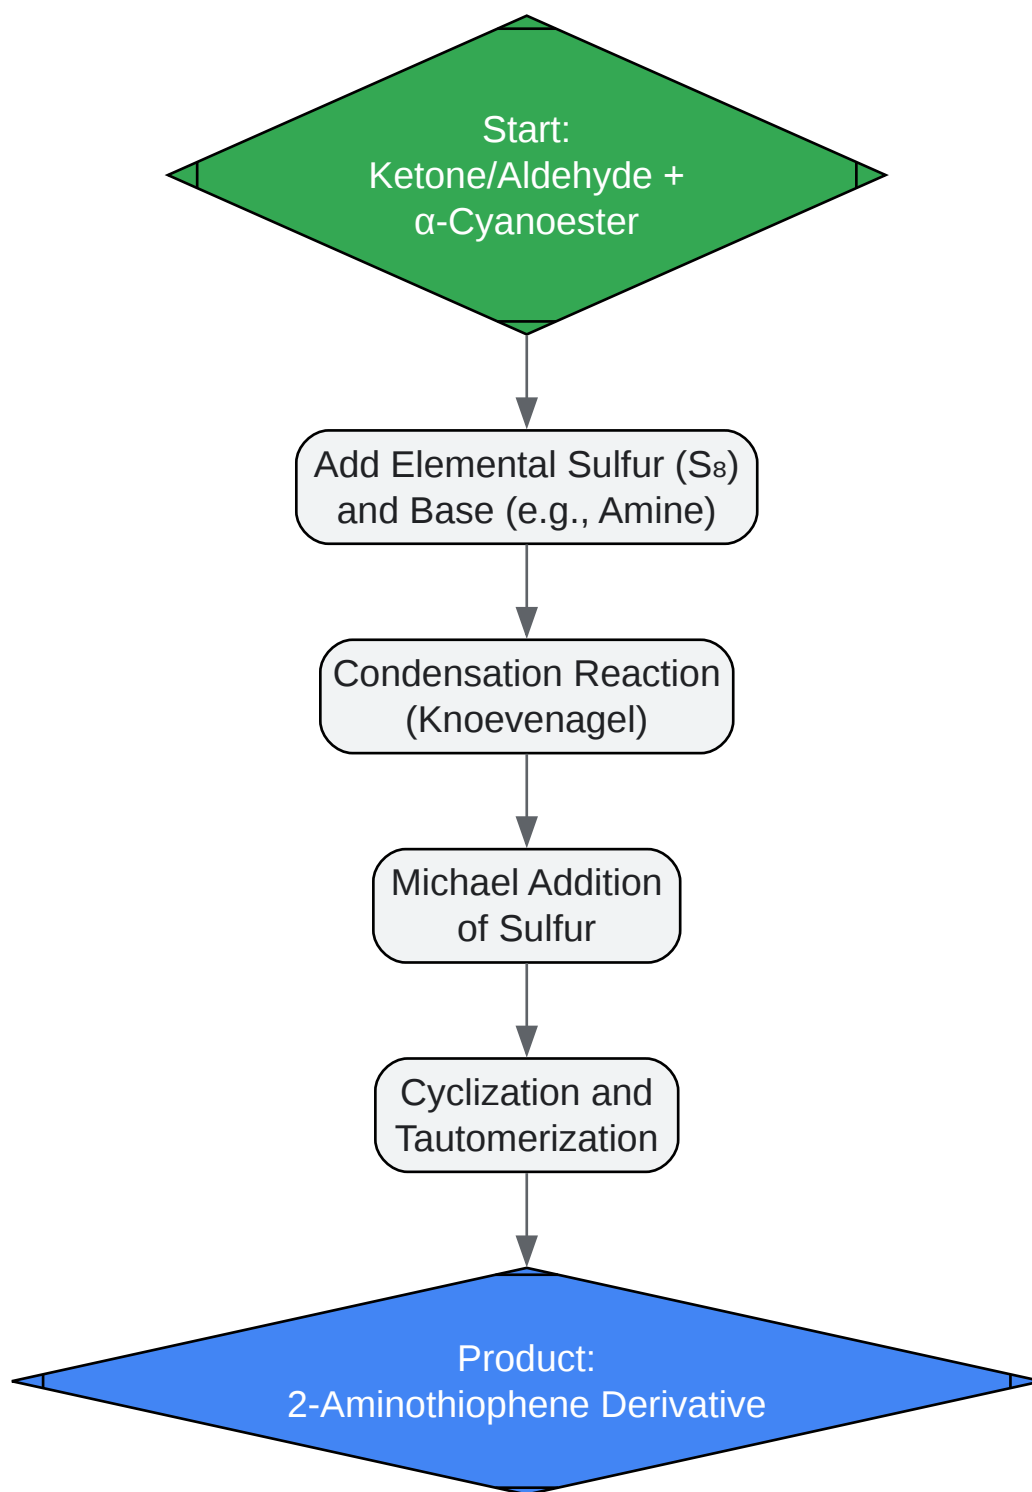 Start:
Ketone/Aldehyde +
α-Cyanoester
Add Elemental Sulfur (S₈)
and Base (e.g., Amine)
Condensation Reaction
(Knoevenagel)
Michael Addition
of Sulfur
Cyclization and
Tautomerization
Product:
2-Aminothiophene Derivative